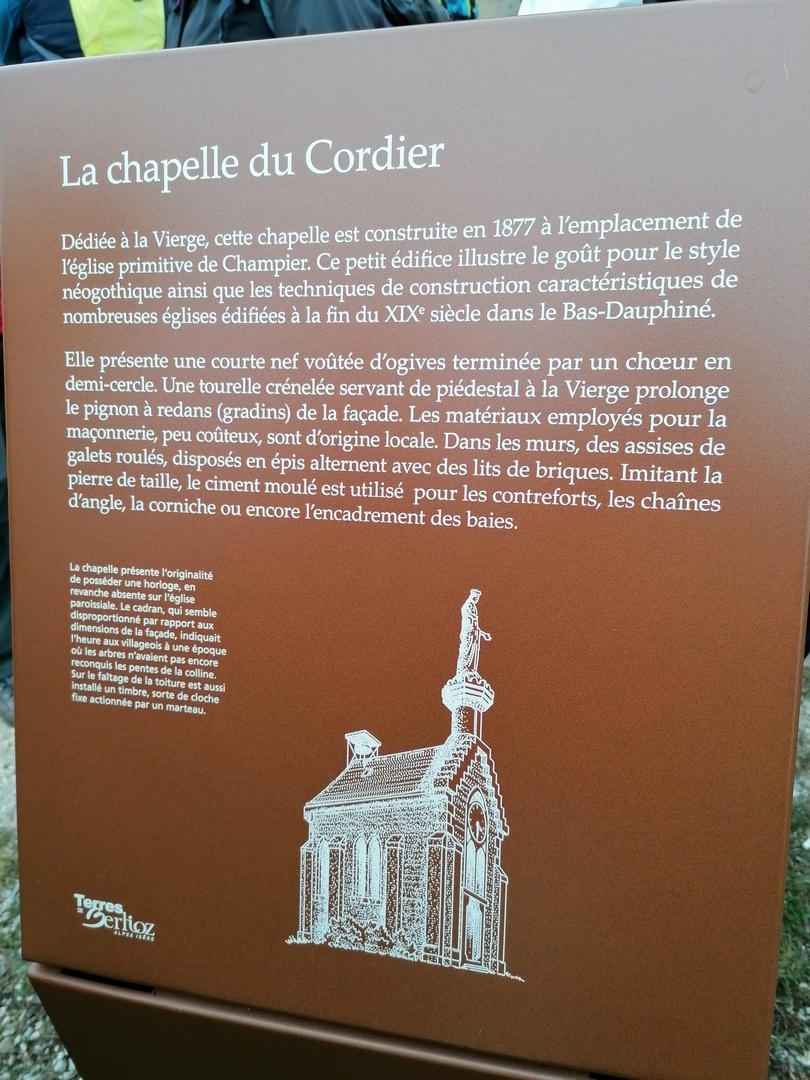 La chapelle du Cordier
Dédiée à la Vierge, cette chapelle est construite en 1877 à l'emplacement de
l'église primitive de Champier. Ce petit édifice illustre le goût pour le style
néogothique ainsi que les techniques de construction caractéristiques de
nombreuses églises édifiées à la fin du XIXe siècle dans le Bas-Dauphiné.
Elle présente une courte nef voûtée d'ogives terminée par un chœur en
demi-cercle. Une tourelle crénelée servant de piédestal à la Vierge prolonge
le pignon à redans (gradins) de la façade. Les matériaux employés pour la
maçonnerie, peu coûteux, sont d'origine locale. Dans les murs, des assises de
galets roulés, disposés en épis alternent avec des lits de briques. Imitant la
pierre de taille, le ciment moulé est utilisé pour les contreforts, les chaînes
d'angle, la corniche ou encore l'encadrement des baies.
La chapelle présente l'originalité
de posséder une horloge, en
revanche absente sur l'église
paroissiale. Le cadran, qui semble
disproportionné par rapport aux
dimensions de la façade, indiquait
l'heure aux villageois à une époque
où les arbres n'avaient pas encore
reconquis les pentes de la colline.
Sur le faîtage de la toiture est aussi
installé un timbre, sorte de cloche
fixe actionnée par un marteau.
Terres
DE Berlioz
ALPES ISÈRE